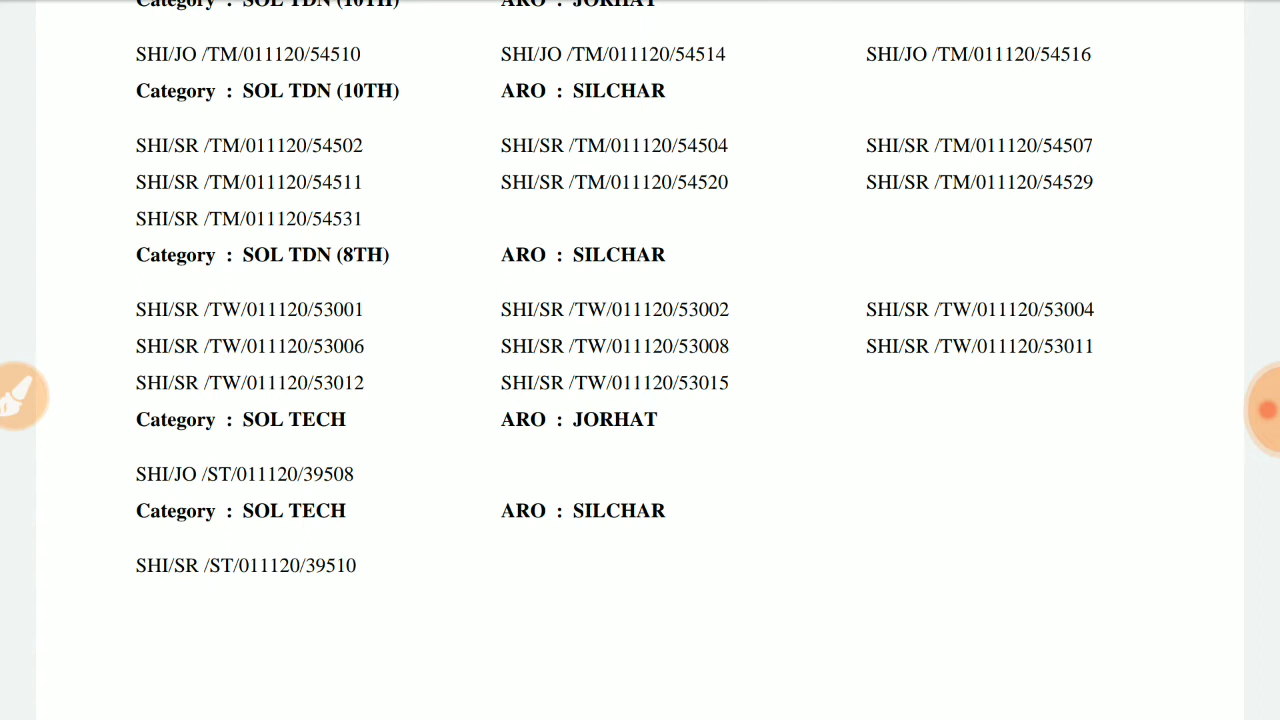 Category : SOL TDN (10TH) ARO : JORHAT
SHI/JO /TM/011120/54510 SHI/JO /TM/011120/54514 SHI/JO /TM/011120/54516
Category : SOL TDN (10TH) ARO : SILCHAR
SHI/SR /TM/011120/54502 SHI/SR /TM/011120/54504 SHI/SR /TM/011120/54507
SHI/SR /TM/011120/54511 SHI/SR /TM/011120/54520 SHI/SR /TM/011120/54529
SHI/SR /TM/011120/54531
Category : SOL TDN (8TH) ARO : SILCHAR
SHI/SR /TW/011120/53001 SHI/SR /TW/011120/53002 SHI/SR /TW/011120/53004
SHI/SR /TW/011120/53006 SHI/SR /TW/011120/53008 SHI/SR /TW/011120/53011
SHI/SR /TW/011120/53012 SHI/SR /TW/011120/53015
Category : SOL TECH ARO : JORHAT
SHI/JO /ST/011120/39508
Category : SOL TECH ARO : SILCHAR
SHI/SR /ST/011120/39510